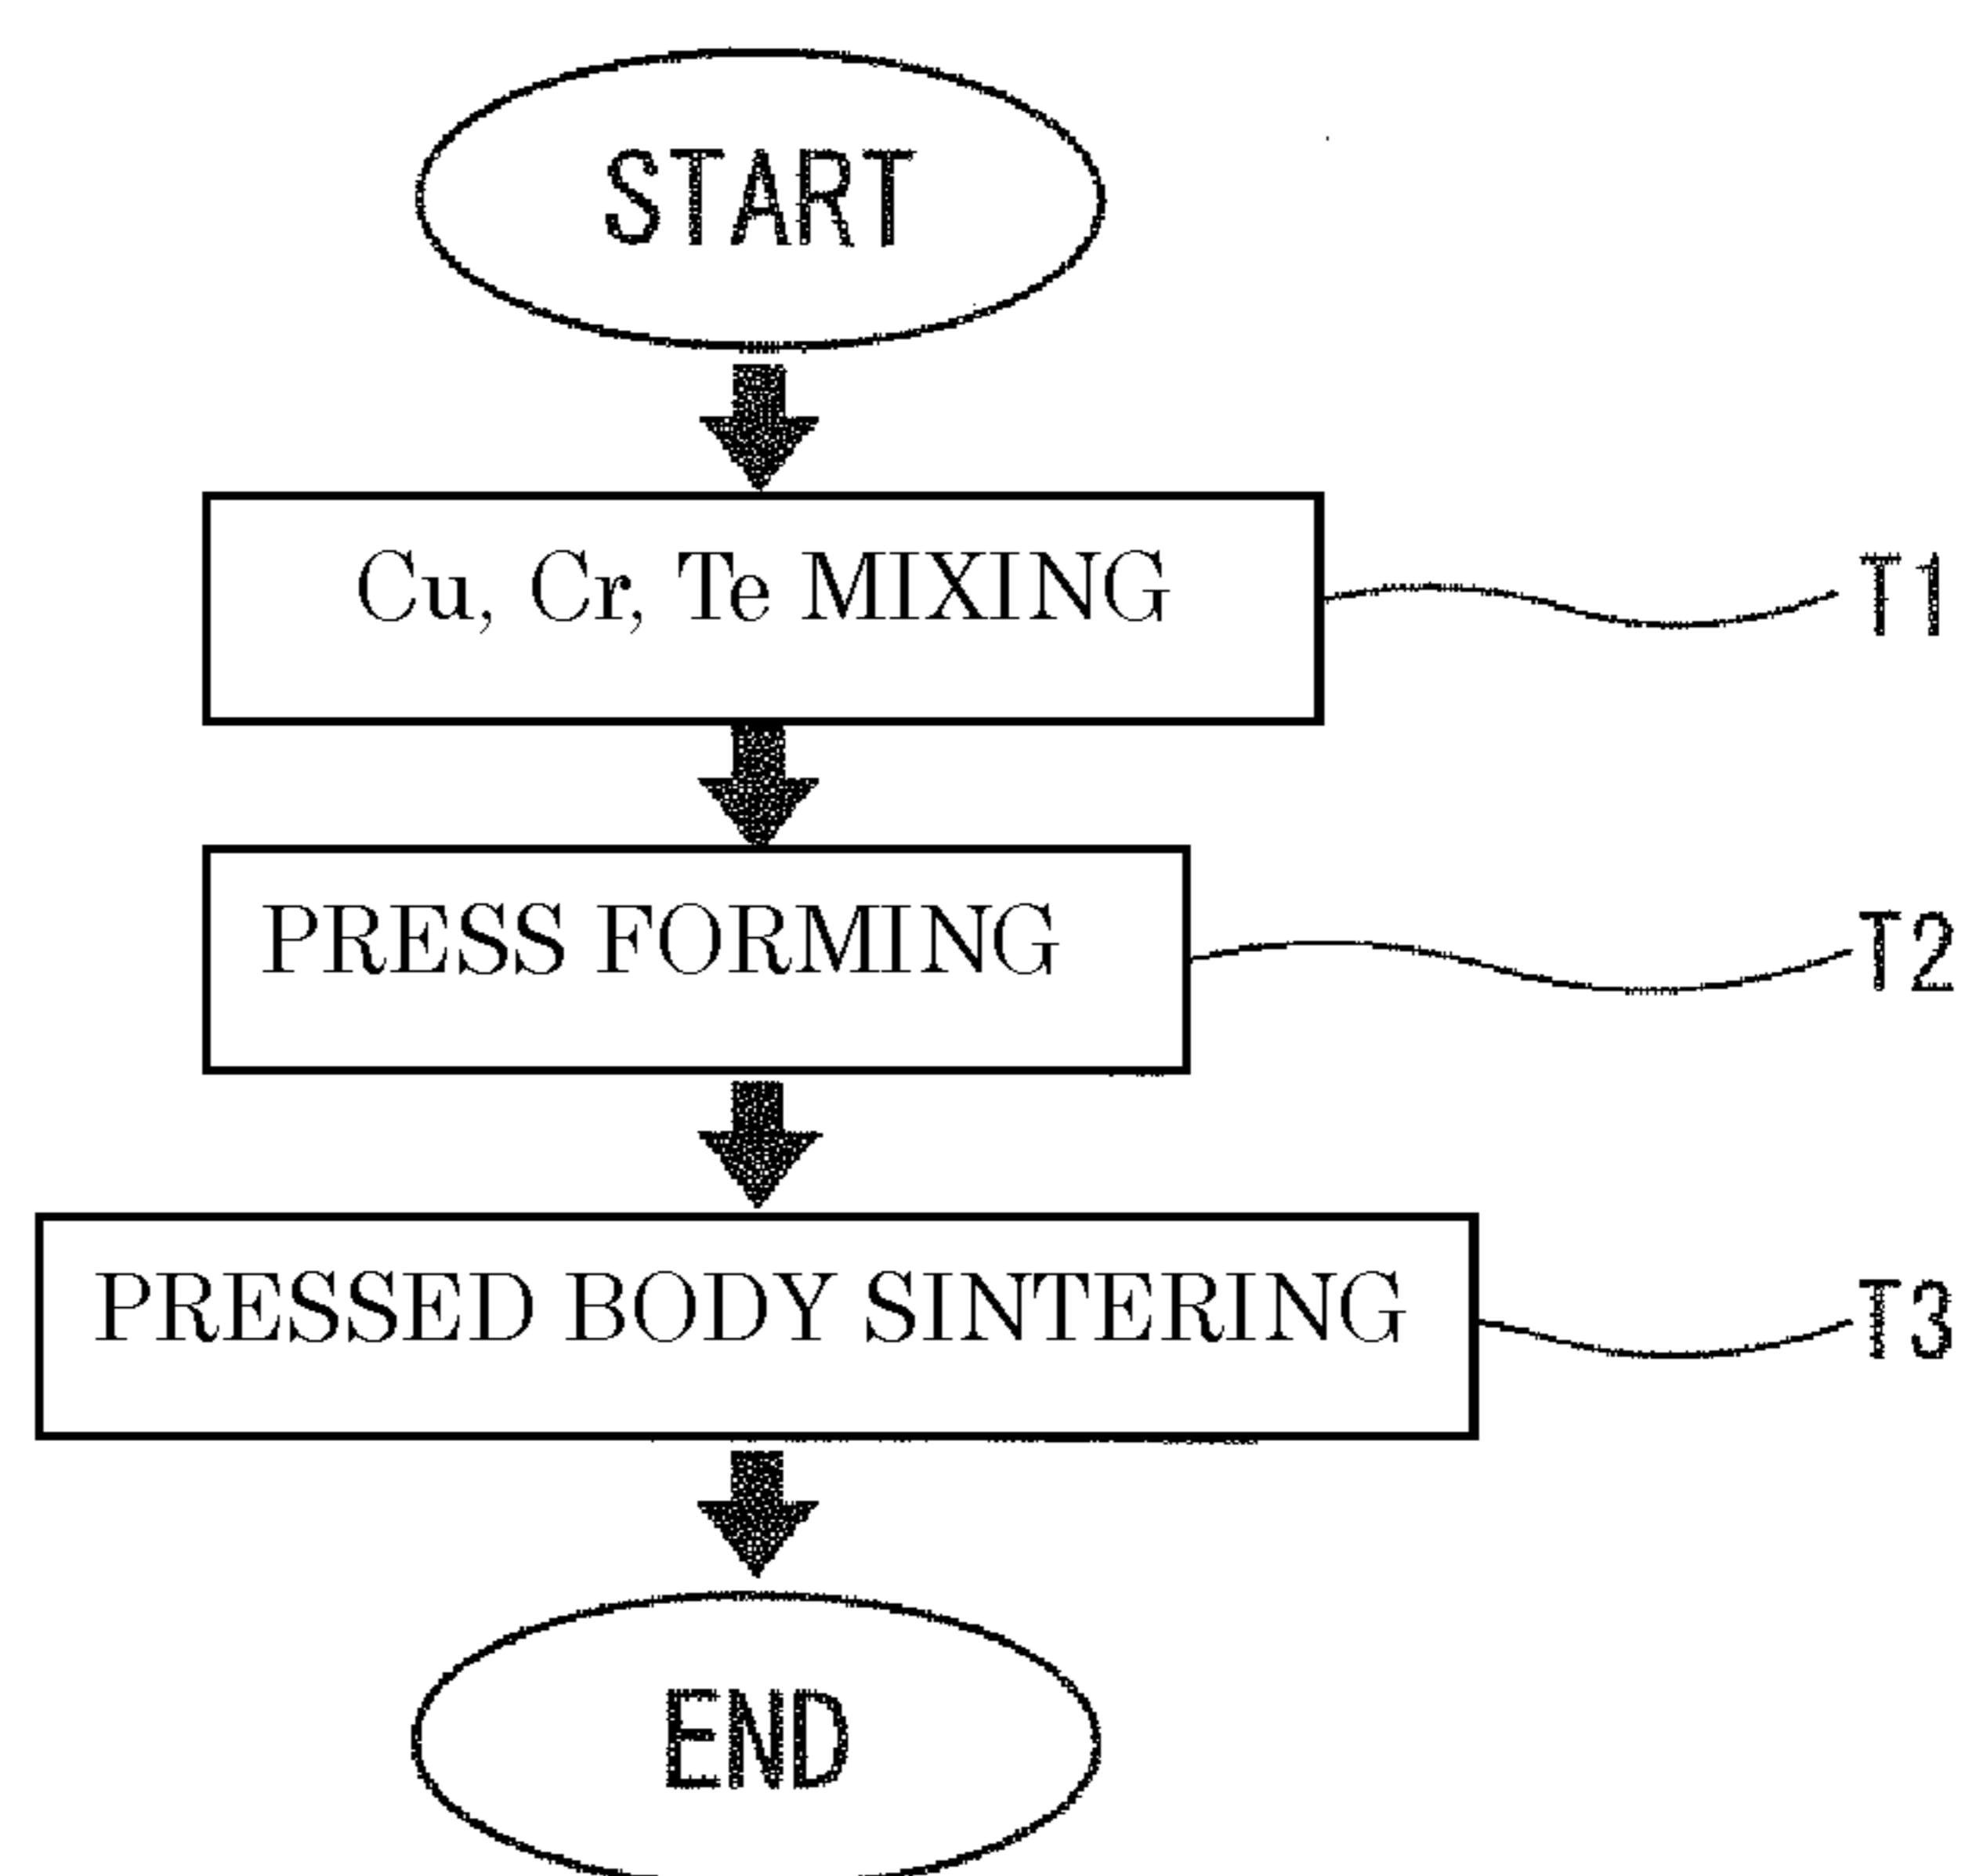 START
Cu, Cr, Te MIXING
T1
PRESS FORMING
T2
PRESSED BODY SINTERING
T3
END